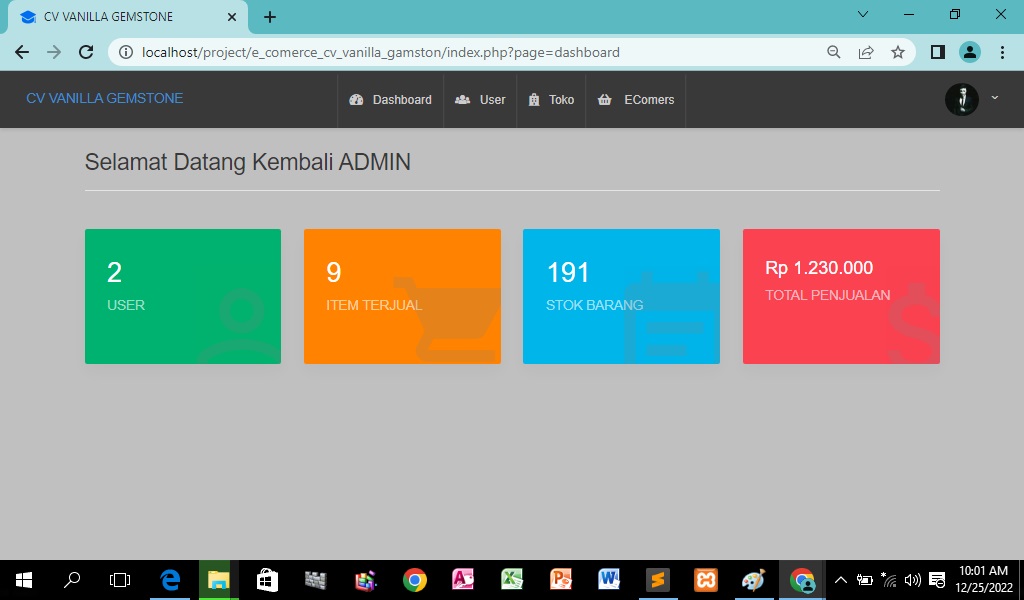 CV VANILLA GEMSTONE
localhost/project/e_comerce_cv_vanilla_gamston/index.php?page=dashboard
CV VANILLA GEMSTONE Dashboard User Toko EComers
Selamat Datang Kembali ADMIN
2 9 191 Rp 1.230.000
USER ITEM TERJUAL STOK BARANG TOTAL PENJUALAN
10:01 AM
12/25/2022